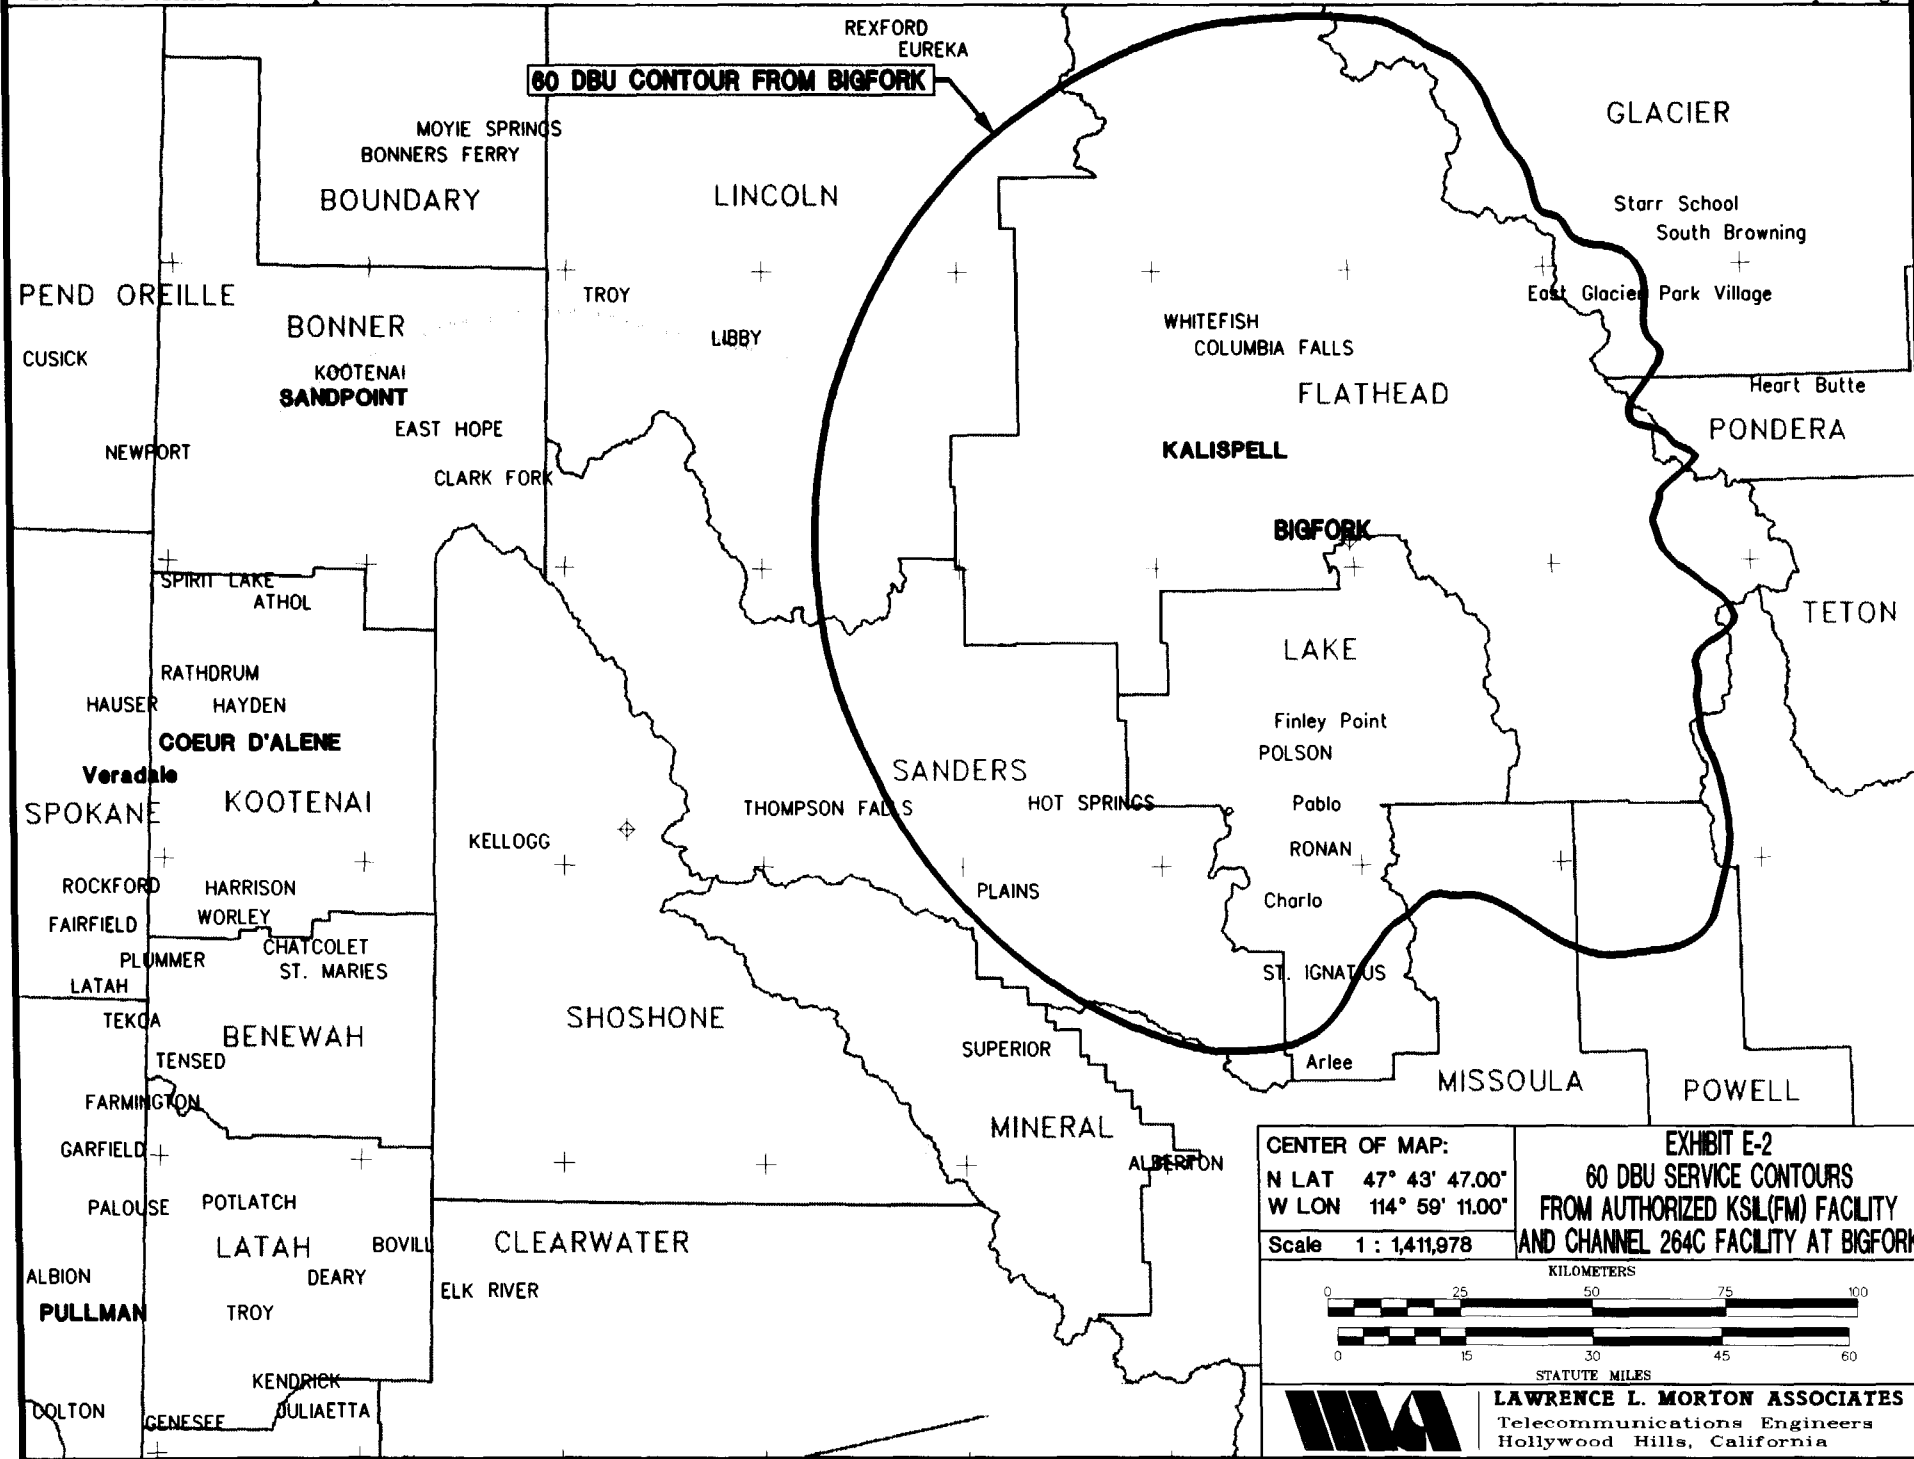 REXFORD
EUREKA
60 DBU CONTOUR FROM BIGFORK
GLACIER
MOYIE SPRINGS
BONNERS FERRY
BOUNDARY
LINCOLN
Starr School
South Browning
PEND OREILLE
TROY
East Glacier Park Village
BONNER
LIBBY
WHITEFISH
COLUMBIA FALLS
CUSICK
KOOTENAI
SANDPOINT
FLATHEAD
Heart Butte
EAST HOPE
PONDERA
NEWPORT
KALISPELL
CLARK FORK
BIGFORK
SPIRIT LAKE
ATHOL
TETON
LAKE
RATHDRUM
HAUSER
HAYDEN
Finley Point
COEUR D'ALENE
POLSON
Veradale
SANDERS
SPOKANE
KOOTENAI
THOMPSON FALLS
HOT SPRINGS
Pablo
KELLOGG
RONAN
ROCKFORD
HARRISON
PLAINS
Charlo
FAIRFIELD
WORLEY
CHATCOLET
PLUMMER
ST. MARIES
ST. IGNATIUS
LATAH
TEKOA
SHOSHONE
BENEWAH
TENSED
SUPERIOR
Arlee
MISSOULA
POWELL
FARMINGTON
MINERAL
GARFIELD
ALBERTON
PALOUSE
POTLATCH
LATAH
BOVILL
CLEARWATER
ALBION
DEARY
ELK RIVER
PULLMAN
TROY
KENDRICK
COLTON
JULIAETTA
GENESEE
CENTER OF MAP:
N LAT 47° 43' 47.00"
W LON 114° 59' 11.00"
Scale 1 : 1,411,978
EXHIBIT E-2
60 DBU SERVICE CONTOURS
FROM AUTHORIZED KSIL(FM) FACILITY
AND CHANNEL 264C FACILITY AT BIGFORK
KILOMETERS
0 25 50 75 100
0 15 30 45 60
STATUTE MILES
LAWRENCE L. MORTON ASSOCIATES
Telecommunications Engineers
Hollywood Hills, California